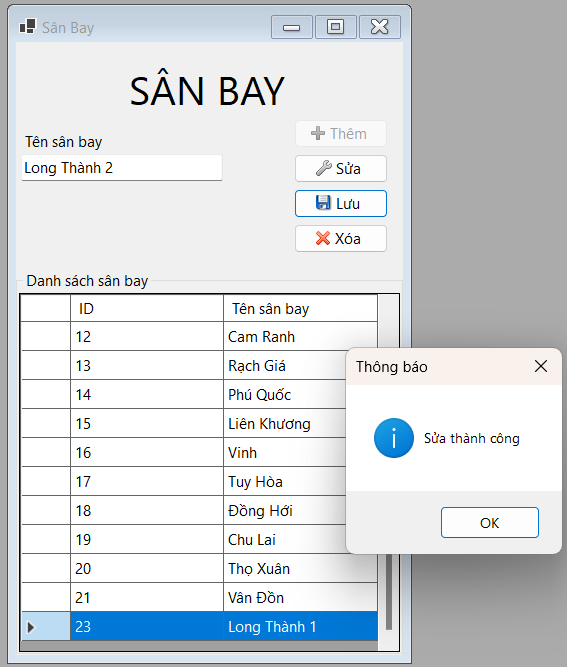 Sân Bay
SÂN BAY
Thêm
Tên sân bay
Long Thành 2
Sửa
Lưu
Xóa
Danh sách sân bay
ID Tên sân bay
12 Cam Ranh
13 Rạch Giá
14 Phú Quốc
15 Liên Khương
16 Vinh
17 Tuy Hòa
18 Đồng Hới
19 Chu Lai
20 Thọ Xuân
21 Vân Đồn
23 Long Thành 1
Thông báo
Sửa thành công
OK